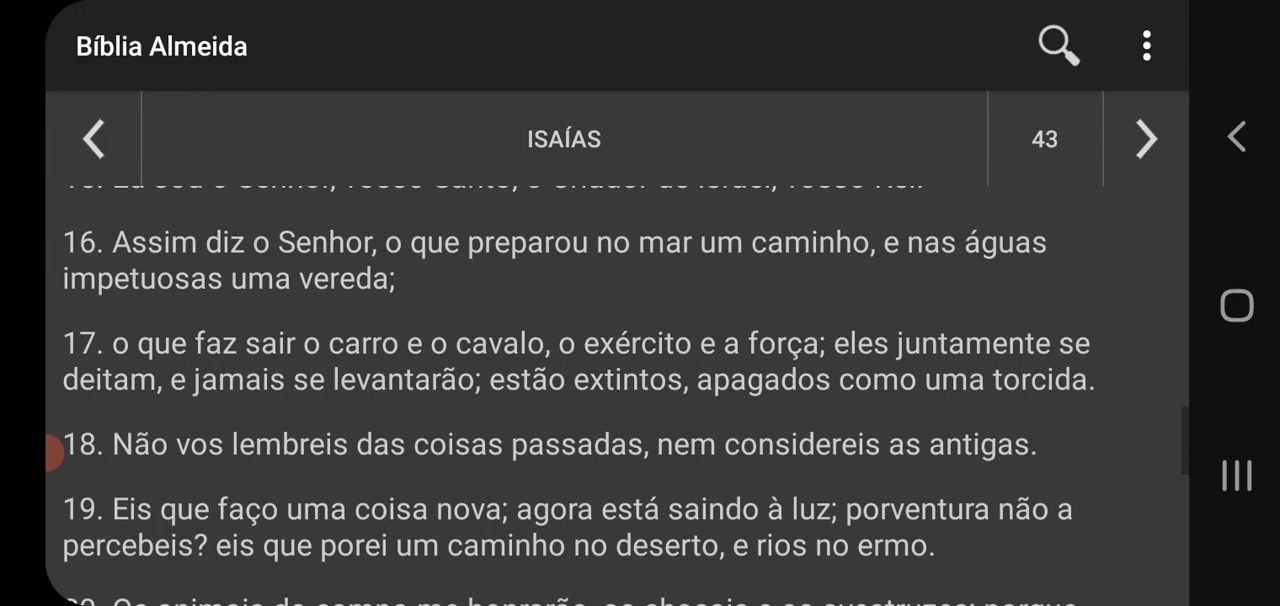 Bíblia Almeida
ISAÍAS
43
16. Assim diz o Senhor, o que preparou no mar um caminho, e nas águas
impetuosas uma vereda;
17. o que faz sair o carro e o cavalo, o exército e a força; eles juntamente se
deitam, e jamais se levantarão; estão extintos, apagados como uma torcida.
18. Não vos lembreis das coisas passadas, nem considereis as antigas.
19. Eis que faço uma coisa nova; agora está saindo à luz; porventura não a
percebeis? eis que porei um caminho no deserto, e rios no ermo.